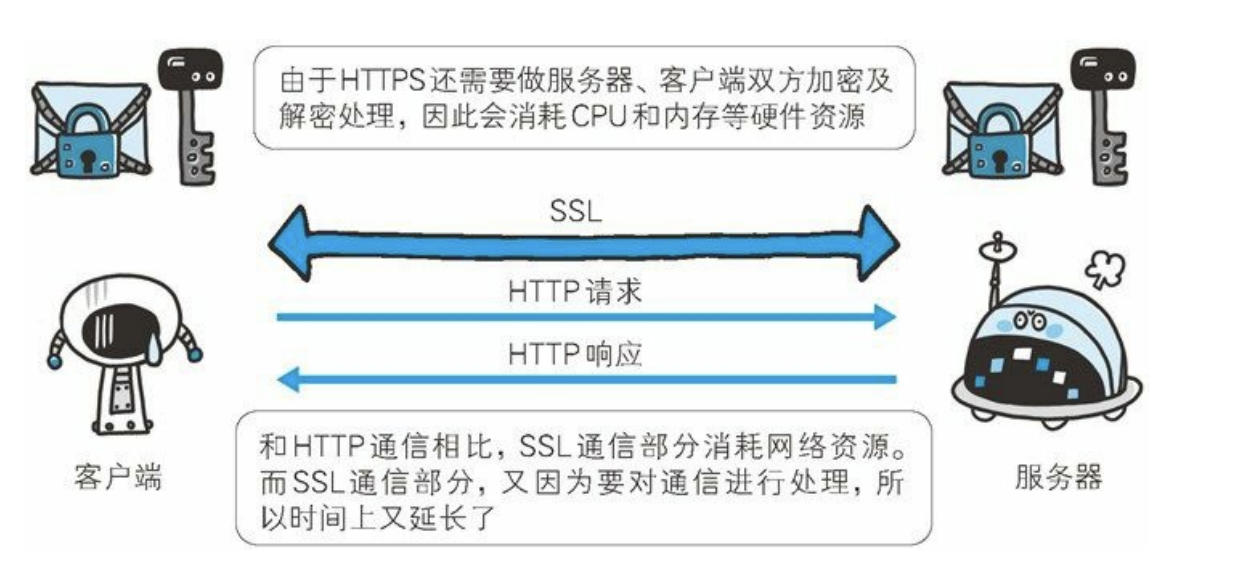 由于HTTPS还需要做服务器、客户端双方加密及
解密处理，因此会消耗CPU和内存等硬件资源
SSL
HTTP请求
HTTP响应
和HTTP通信相比，SSL通信部分消耗网络资源。
而SSL通信部分，又因为要对通信进行处理，所
以时间上又延长了
客户端
服务器